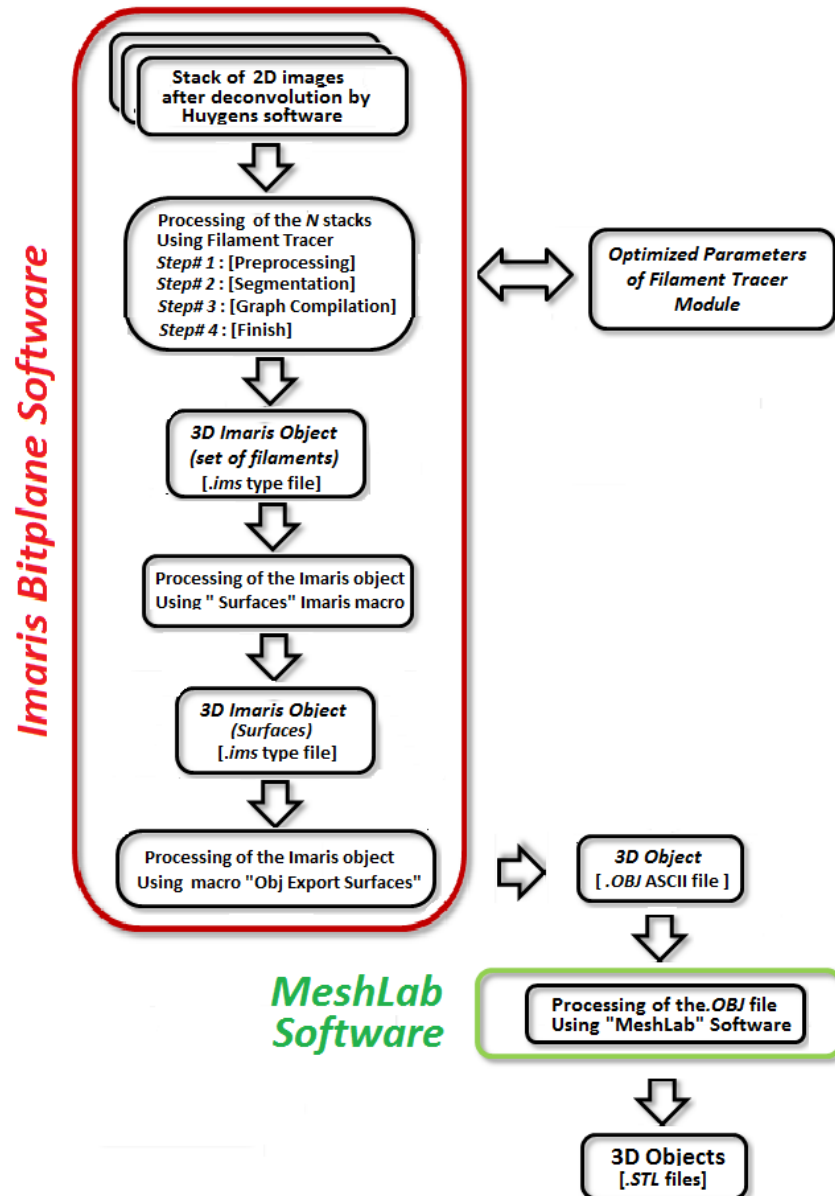 Imaris Bitplane Software
Stack of 2D images
after deconvolution by
Huygens software
Processing of the N stacks
Using Filament Tracer
Step# 1 : [Preprocessing]
Step# 2 : [Segmentation]
Step# 3 : [Graph Compilation]
Step# 4 : [Finish]
Optimized Parameters
of Filament Tracer
Module
3D Imaris Object
(set of filaments)
[.ims type file]
Processing of the Imaris object
Using " Surfaces" Imaris macro
3D Imaris Object
(Surfaces)
[.ims type file]
Processing of the Imaris object
Using macro "Obj Export Surfaces"
3D Object
[ .OBJ ASCII file ]
MeshLab
Software
Processing of the.OBJ file
Using "MeshLab" Software
3D Objects
[.STL files]